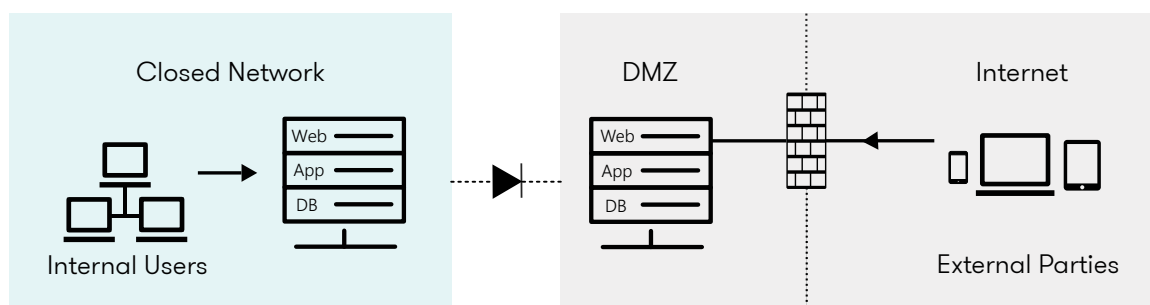 Closed Network
DMZ
Internet
Web
App
DB
Web
App
DB
Internal Users
External Parties